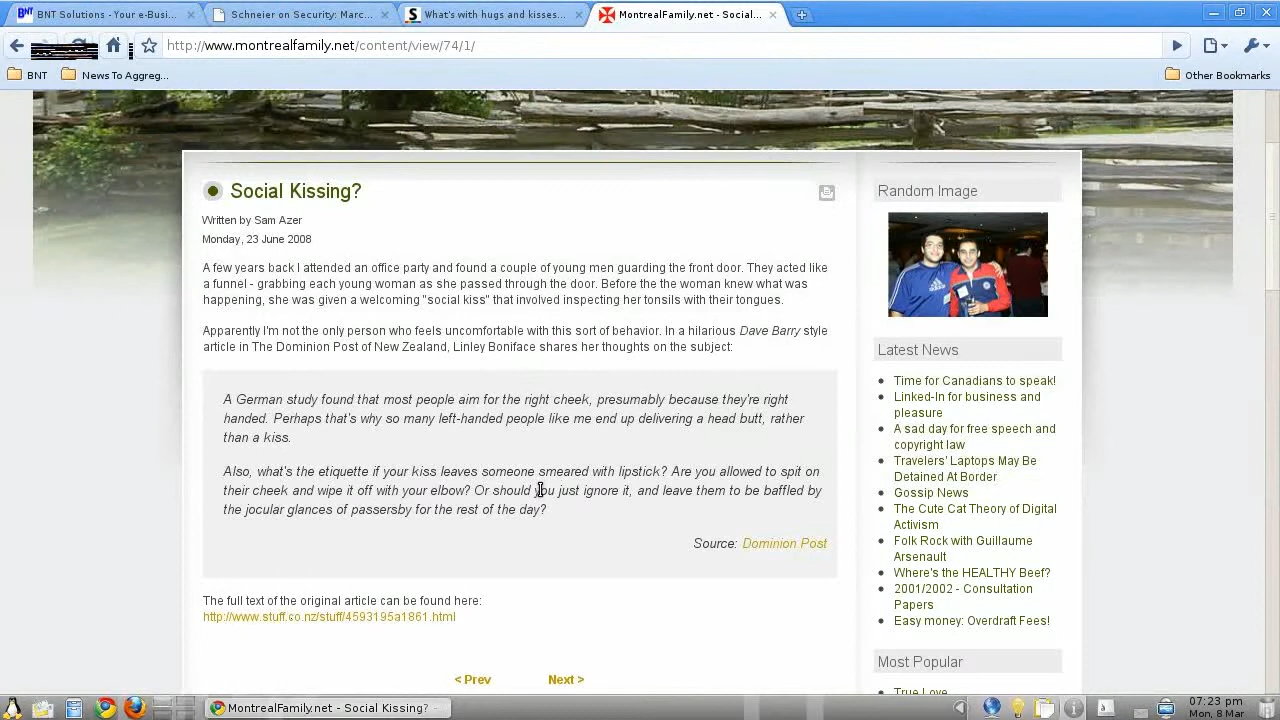 BNT Solutions - Your e-Busi...
Schneier on Security: Marc...
What's with hugs and kisses...
MontrealFamily.net - Social...
http://www.montrealfamily.net/content/view/74/1/
BNT
News To Aggreg...
Other Bookmarks
Social Kissing?
Written by Sam Azer
Monday, 23 June 2008
A few years back I attended an office party and found a couple of young men guarding the front door. They acted like
a funnel - grabbing each young woman as she passed through the door. Before the the woman knew what was
happening, she was given a welcoming "social kiss" that involved inspecting her tonsils with their tongues.
Apparently I'm not the only person who feels uncomfortable with this sort of behavior. In a hilarious Dave Barry style
article in The Dominion Post of New Zealand, Linley Boniface shares her thoughts on the subject:
A German study found that most people aim for the right cheek, presumably because they're right
handed. Perhaps that's why so many left-handed people like me end up delivering a head butt, rather
than a kiss.
Also, what's the etiquette if your kiss leaves someone smeared with lipstick? Are you allowed to spit on
their cheek and wipe it off with your elbow? Or should you just ignore it, and leave them to be baffled by
the jocular glances of passersby for the rest of the day?
Source: Dominion Post
The full text of the original article can be found here:
http://www.stuff.co.nz/stuff/4593195a1861.html
< Prev
Next >
Random Image
Latest News
Time for Canadians to speak!
Linked-In for business and
pleasure
A sad day for free speech and
copyright law
Travelers' Laptops May Be
Detained At Border
Gossip News
The Cute Cat Theory of Digital
Activism
Folk Rock with Guillaume
Arsenault
Where's the HEALTHY Beef?
2001/2002 - Consultation
Papers
Easy money: Overdraft Fees!
Most Popular
True Love
MontrealFamily.net - Social Kissing? -
07:23 pm
Mon, 8 Mar